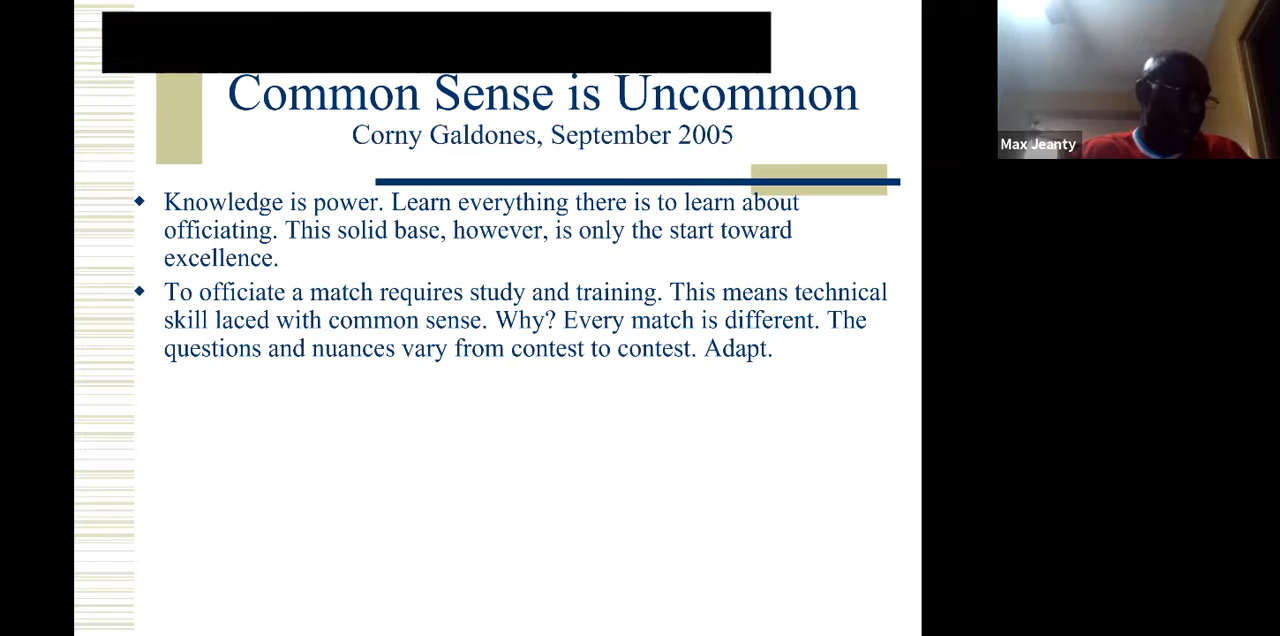 Common Sense is Uncommon
Corny Galdones, September 2005
Max Jeanty
Knowledge is power. Learn everything there is to learn about
officiating. This solid base, however, is only the start toward
excellence.
To officiate a match requires study and training. This means technical
skill laced with common sense. Why? Every match is different. The
questions and nuances vary from contest to contest. Adapt.